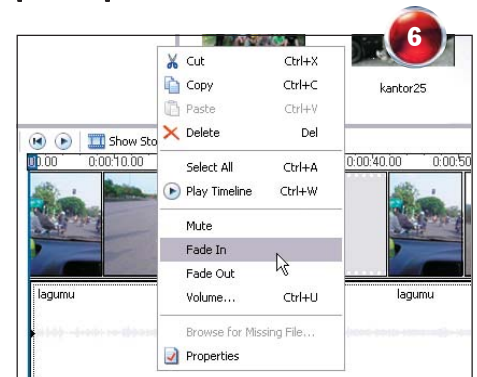 6
kantor25
Cut Ctrl+X
Copy Ctrl+C
Paste Ctrl+V
Delete Del
Show Sto
Select All Ctrl+A
0.00 0:00:10.00 0:00:40.00 0:00:50
Play Timeline Ctrl+W
Mute
Fade In
Fade Out
Volume... Ctrl+U
lagumu lagumu
Browse for Missing File...
Properties